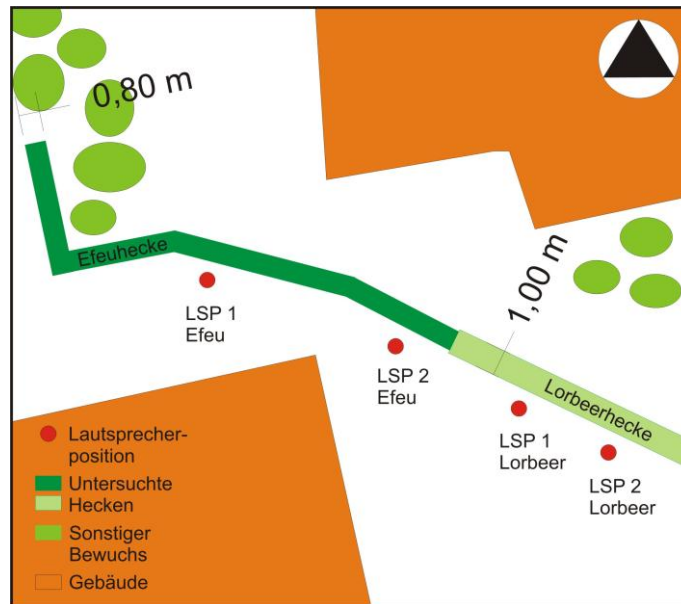 0,80 m
Efeuhecke
LSP 1
Efeu
1,00 m
LSP 2
Efeu
Lorbeerhecke
LSP 1
Lorbeer
LSP 2
Lorbeer
Lautsprecher-
position
Untersuchte
Hecken
Sonstiger
Bewuchs
Gebäude